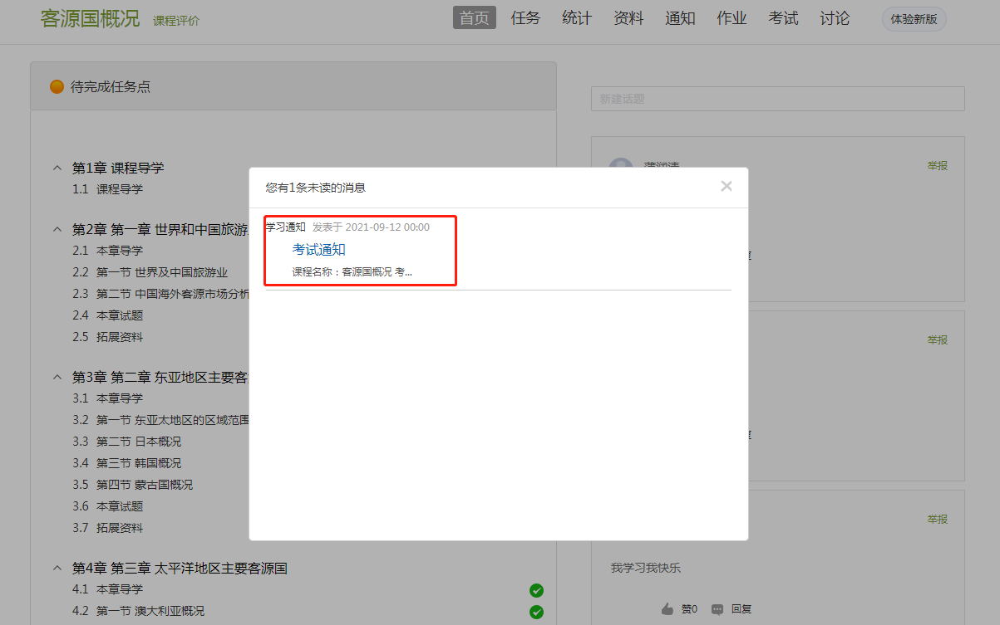 客源国概况 课程评价
首页 任务 统计 资料 通知 作业 考试 讨论 体验新版
待完成任务点
新建话题
第1章 课程导学
1.1 课程导学
第2章 第一章 世界和中国旅游
2.1 本章导学
2.2 第一节 世界及中国旅游业
2.3 第二节 中国海外客源市场分析
2.4 本章试题
2.5 拓展资料
第3章 第二章 东亚地区主要客
3.1 本章导学
3.2 第一节 东亚太地区的区域范围
3.3 第二节 日本概况
3.4 第三节 韩国概况
3.5 第四节 蒙古国概况
3.6 本章试题
3.7 拓展资料
第4章 第三章 太平洋地区主要客源国
4.1 本章导学
4.2 第一节 澳大利亚概况
您有1条未读的消息
学习通知 发表于 2021-09-12 00:00
考试通知
课程名称：客源国概况 考...
举报
举报
举报
我学习我快乐
赞0 回复